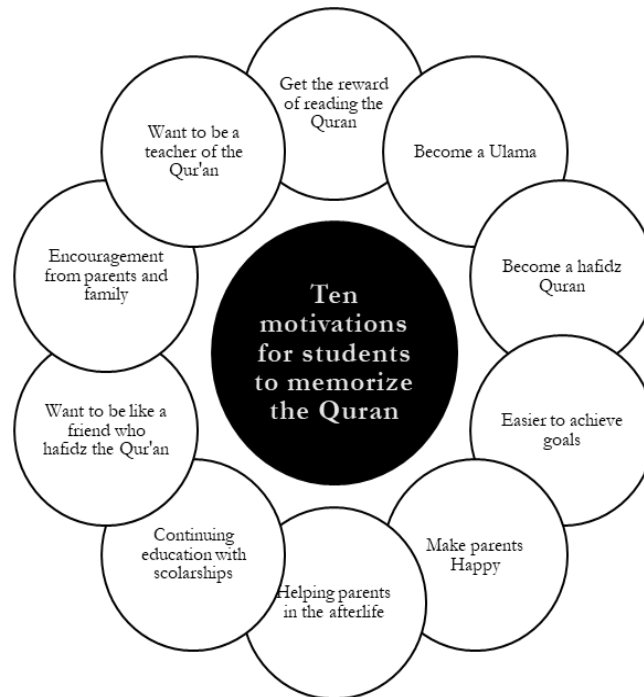 Get the reward
of reading the
Quran
Become a Ulama
Become a hafidz
Quran
Easier to achieve
goals
Make parents
Happy
Helping parents
in the afterlife
Continuing
education with
scolarships
Want to be like a
friend who
hafidz the Qur'an
Encouragement
from parents and
family
Want to be a
teacher of the
Qur'an
Ten
motivations
for students
to memorize
the Quran